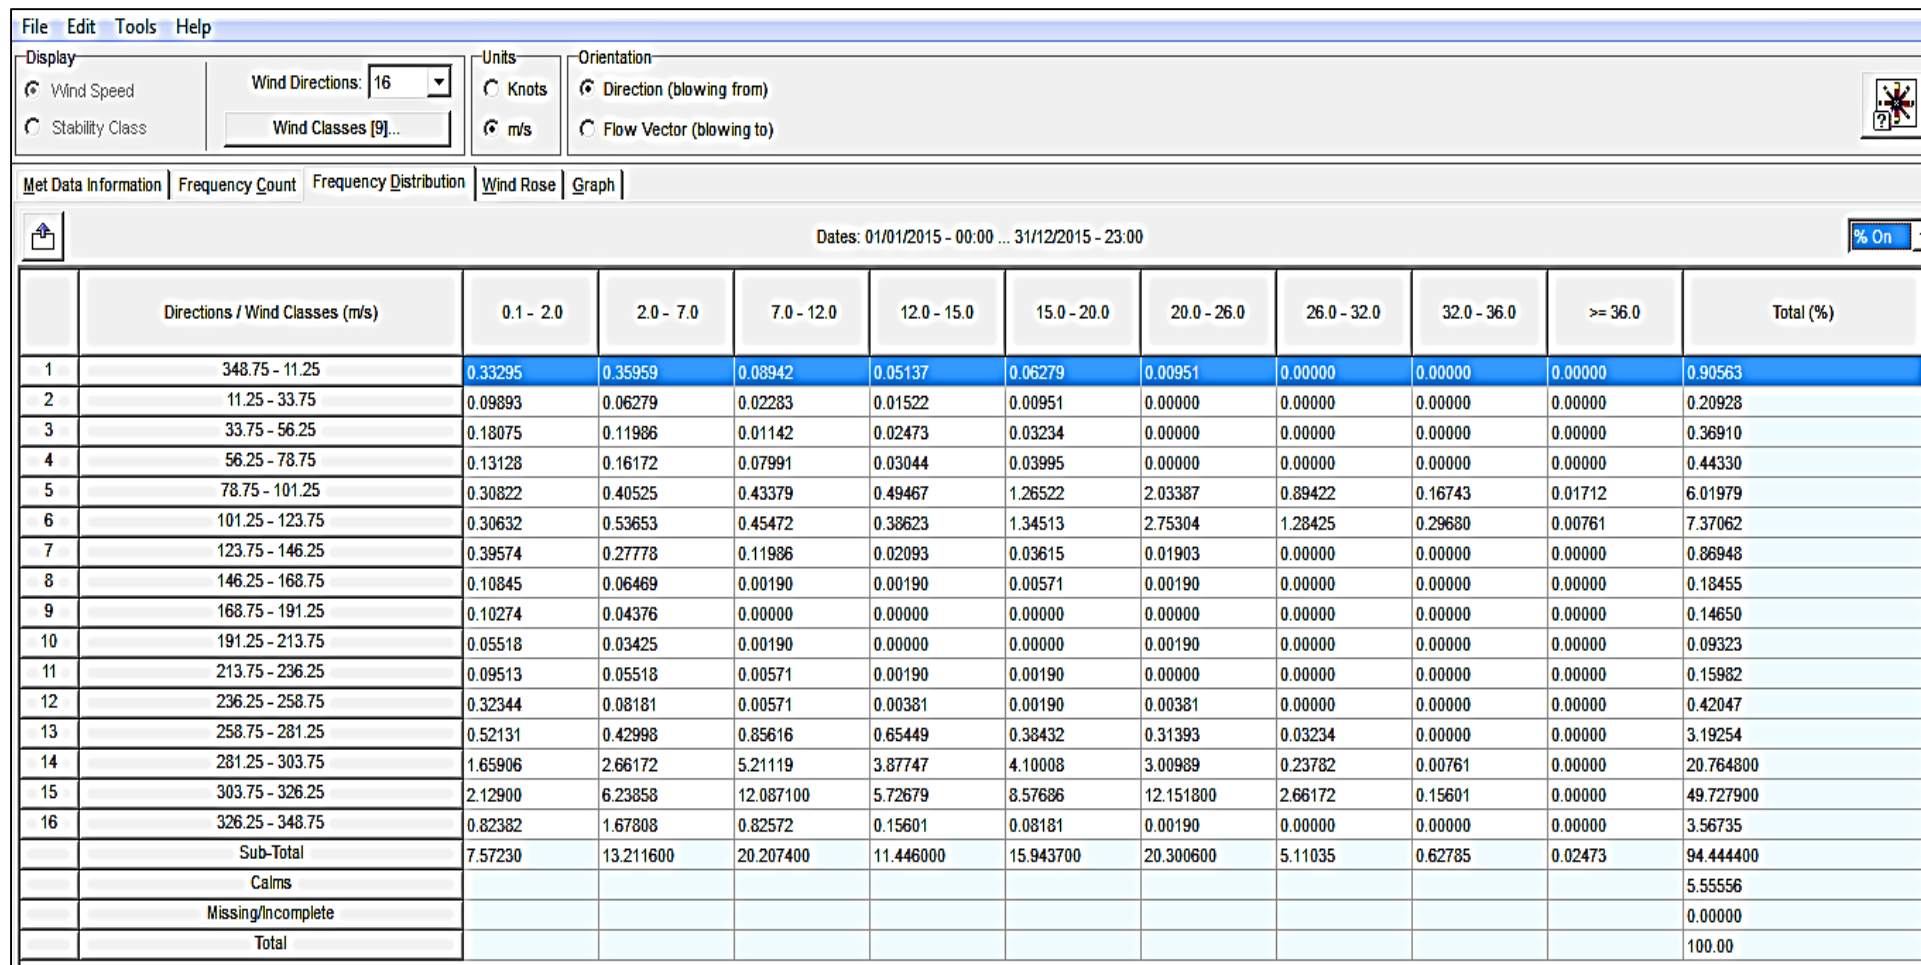 File Edit Tools Help
Display Units Orientation
Wind Speed Wind Directions: 16 Knots Direction (blowing from)
Stability Class Wind Classes [9]... m/s Flow Vector (blowing to)
?
Met Data Information Frequency Count Frequency Distribution Wind Rose Graph
Dates: 01/01/2015 - 00:00 ... 31/12/2015 - 23:00 % On
Directions / Wind Classes (m/s) 0.1 - 2.0 2.0 - 7.0 7.0 - 12.0 12.0 - 15.0 15.0 - 20.0 20.0 - 26.0 26.0 - 32.0 32.0 - 36.0 >= 36.0 Total (%)
1 348.75 - 11.25 0.33295 0.35959 0.08942 0.05137 0.06279 0.00951 0.00000 0.00000 0.00000 0.90563
2 11.25 - 33.75 0.09893 0.06279 0.02283 0.01522 0.00951 0.00000 0.00000 0.00000 0.00000 0.20928
3 33.75 - 56.25 0.18075 0.11986 0.01142 0.02473 0.03234 0.00000 0.00000 0.00000 0.00000 0.36910
4 56.25 - 78.75 0.13128 0.16172 0.07991 0.03044 0.03995 0.00000 0.00000 0.00000 0.00000 0.44330
5 78.75 - 101.25 0.30822 0.40525 0.43379 0.49467 1.26522 2.03387 0.89422 0.16743 0.01712 6.01979
6 101.25 - 123.75 0.30632 0.53653 0.45472 0.38623 1.34513 2.75304 1.28425 0.29680 0.00761 7.37062
7 123.75 - 146.25 0.39574 0.27778 0.11986 0.02093 0.03615 0.01903 0.00000 0.00000 0.00000 0.86948
8 146.25 - 168.75 0.10845 0.06469 0.00190 0.00190 0.00571 0.00190 0.00000 0.00000 0.00000 0.18455
9 168.75 - 191.25 0.10274 0.04376 0.00000 0.00000 0.00000 0.00000 0.00000 0.00000 0.00000 0.14650
10 191.25 - 213.75 0.05518 0.03425 0.00190 0.00000 0.00000 0.00190 0.00000 0.00000 0.00000 0.09323
11 213.75 - 236.25 0.09513 0.05518 0.00571 0.00190 0.00190 0.00000 0.00000 0.00000 0.00000 0.15982
12 236.25 - 258.75 0.32344 0.08181 0.00571 0.00381 0.00190 0.00381 0.00000 0.00000 0.00000 0.42047
13 258.75 - 281.25 0.52131 0.42998 0.85616 0.65449 0.38432 0.31393 0.03234 0.00000 0.00000 3.19254
14 281.25 - 303.75 1.65906 2.66172 5.21119 3.87747 4.10008 3.00989 0.23782 0.00761 0.00000 20.764800
15 303.75 - 326.25 2.12900 6.23858 12.087100 5.72679 8.57686 12.151800 2.66172 0.15601 0.00000 49.727900
16 326.25 - 348.75 0.82382 1.67808 0.82572 0.15601 0.08181 0.00190 0.00000 0.00000 0.00000 3.56735
Sub-Total 7.57230 13.211600 20.207400 11.446000 15.943700 20.300600 5.11035 0.62785 0.02473 94.444400
Calms 5.55556
Missing/Incomplete 0.00000
Total 100.00